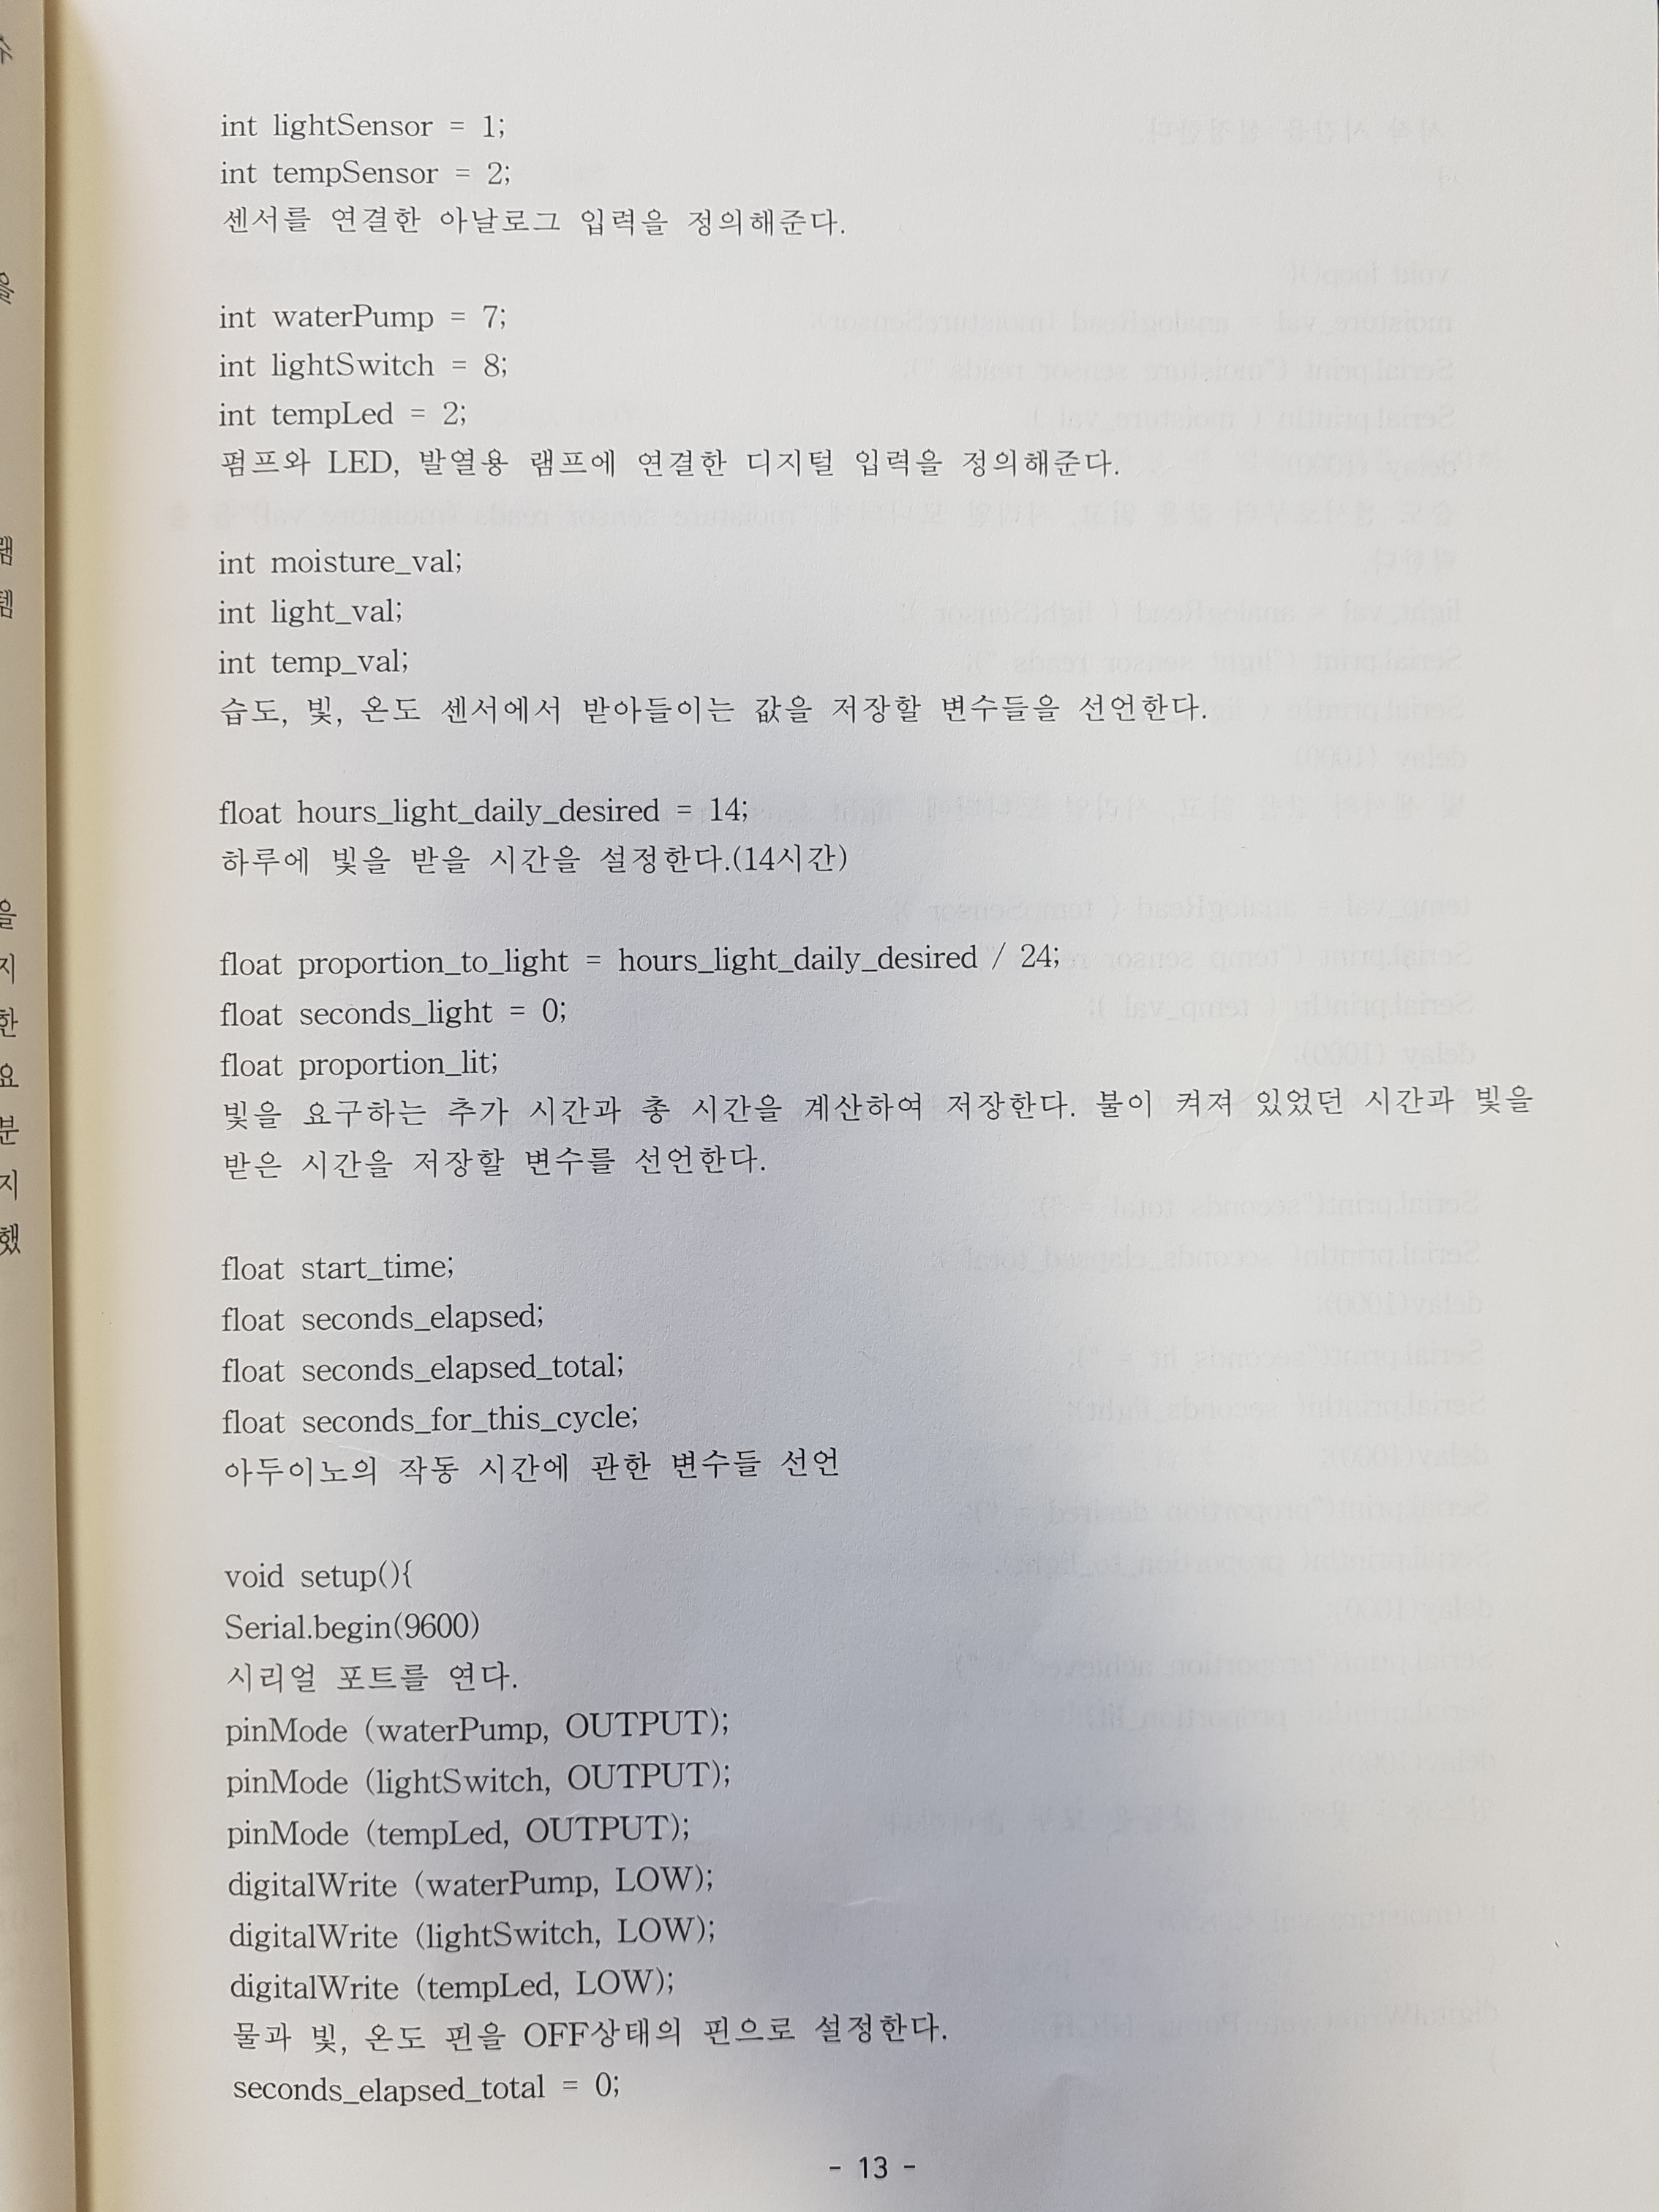 int lightSensor = 1;
int tempSensor = 2;
센서를 연결한 아날로그 입력을 정의해준다.
int waterPump = 7;
int lightSwitch = 8;
int tempLed = 2;
펌프와 LED, 발열용 램프에 연결한 디지털 입력을 정의해준다.
int moisture_val;
int light_val;
int temp_val;
습도, 빛, 온도 센서에서 받아들이는 값을 저장할 변수들을 선언한다.
float hours_light_daily_desired = 14;
하루에 빛을 받을 시간을 설정한다.(14시간)
float proportion_to_light = hours_light_daily_desired / 24;
float seconds_light = 0;
float proportion_lit;
빛을 요구하는 추가 시간과 총 시간을 계산하여 저장한다. 불이 켜져 있었던 시간과 빛을
받은 시간을 저장할 변수를 선언한다.
float start_time;
float seconds_elapsed;
float seconds_elapsed_total;
float seconds_for_this_cycle;
아두이노의 작동 시간에 관한 변수들 선언
void setup(){
Serial.begin(9600)
시리얼 포트를 연다.
pinMode (waterPump, OUTPUT);
pinMode (lightSwitch, OUTPUT);
pinMode (tempLed, OUTPUT);
digitalWrite (waterPump, LOW);
digitalWrite (lightSwitch, LOW);
digitalWrite (tempLed, LOW);
물과 빛, 온도 핀을 OFF상태의 핀으로 설정한다.
seconds_elapsed_total = 0;
- 13 -